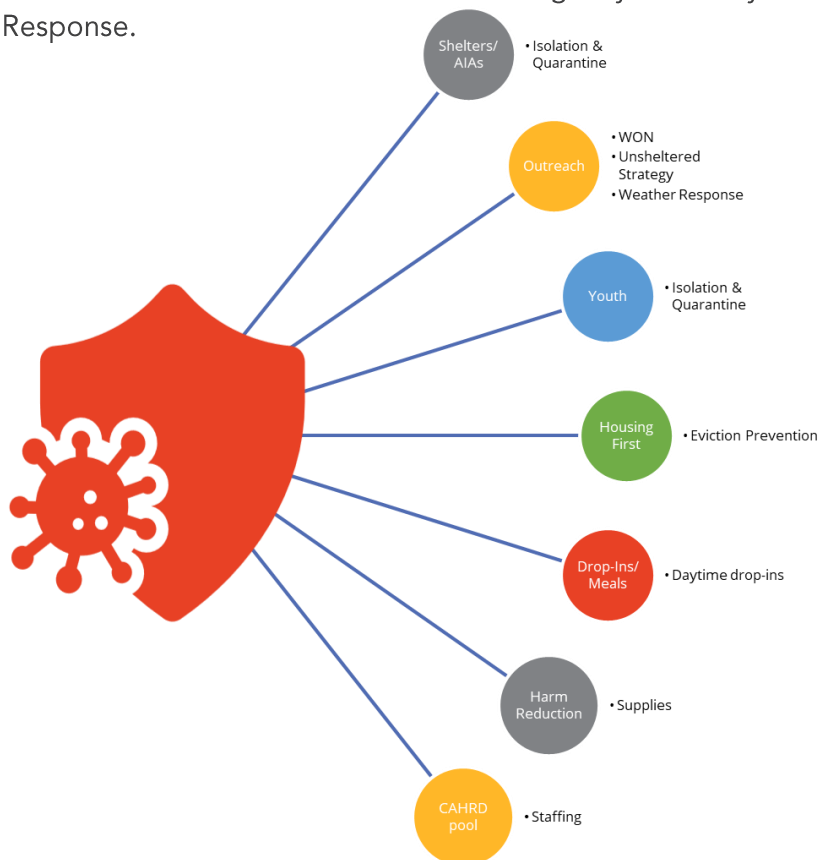 Response.
Shelters/
AIAs
• Isolation &
Quarantine
Outreach
• WON
• Unsheltered
Strategy
• Weather Response
Youth
• Isolation &
Quarantine
Housing
First
• Eviction Prevention
Drop-Ins/
Meals
• Daytime drop-ins
Harm
Reduction
• Supplies
CAHRD
pool
• Staffing